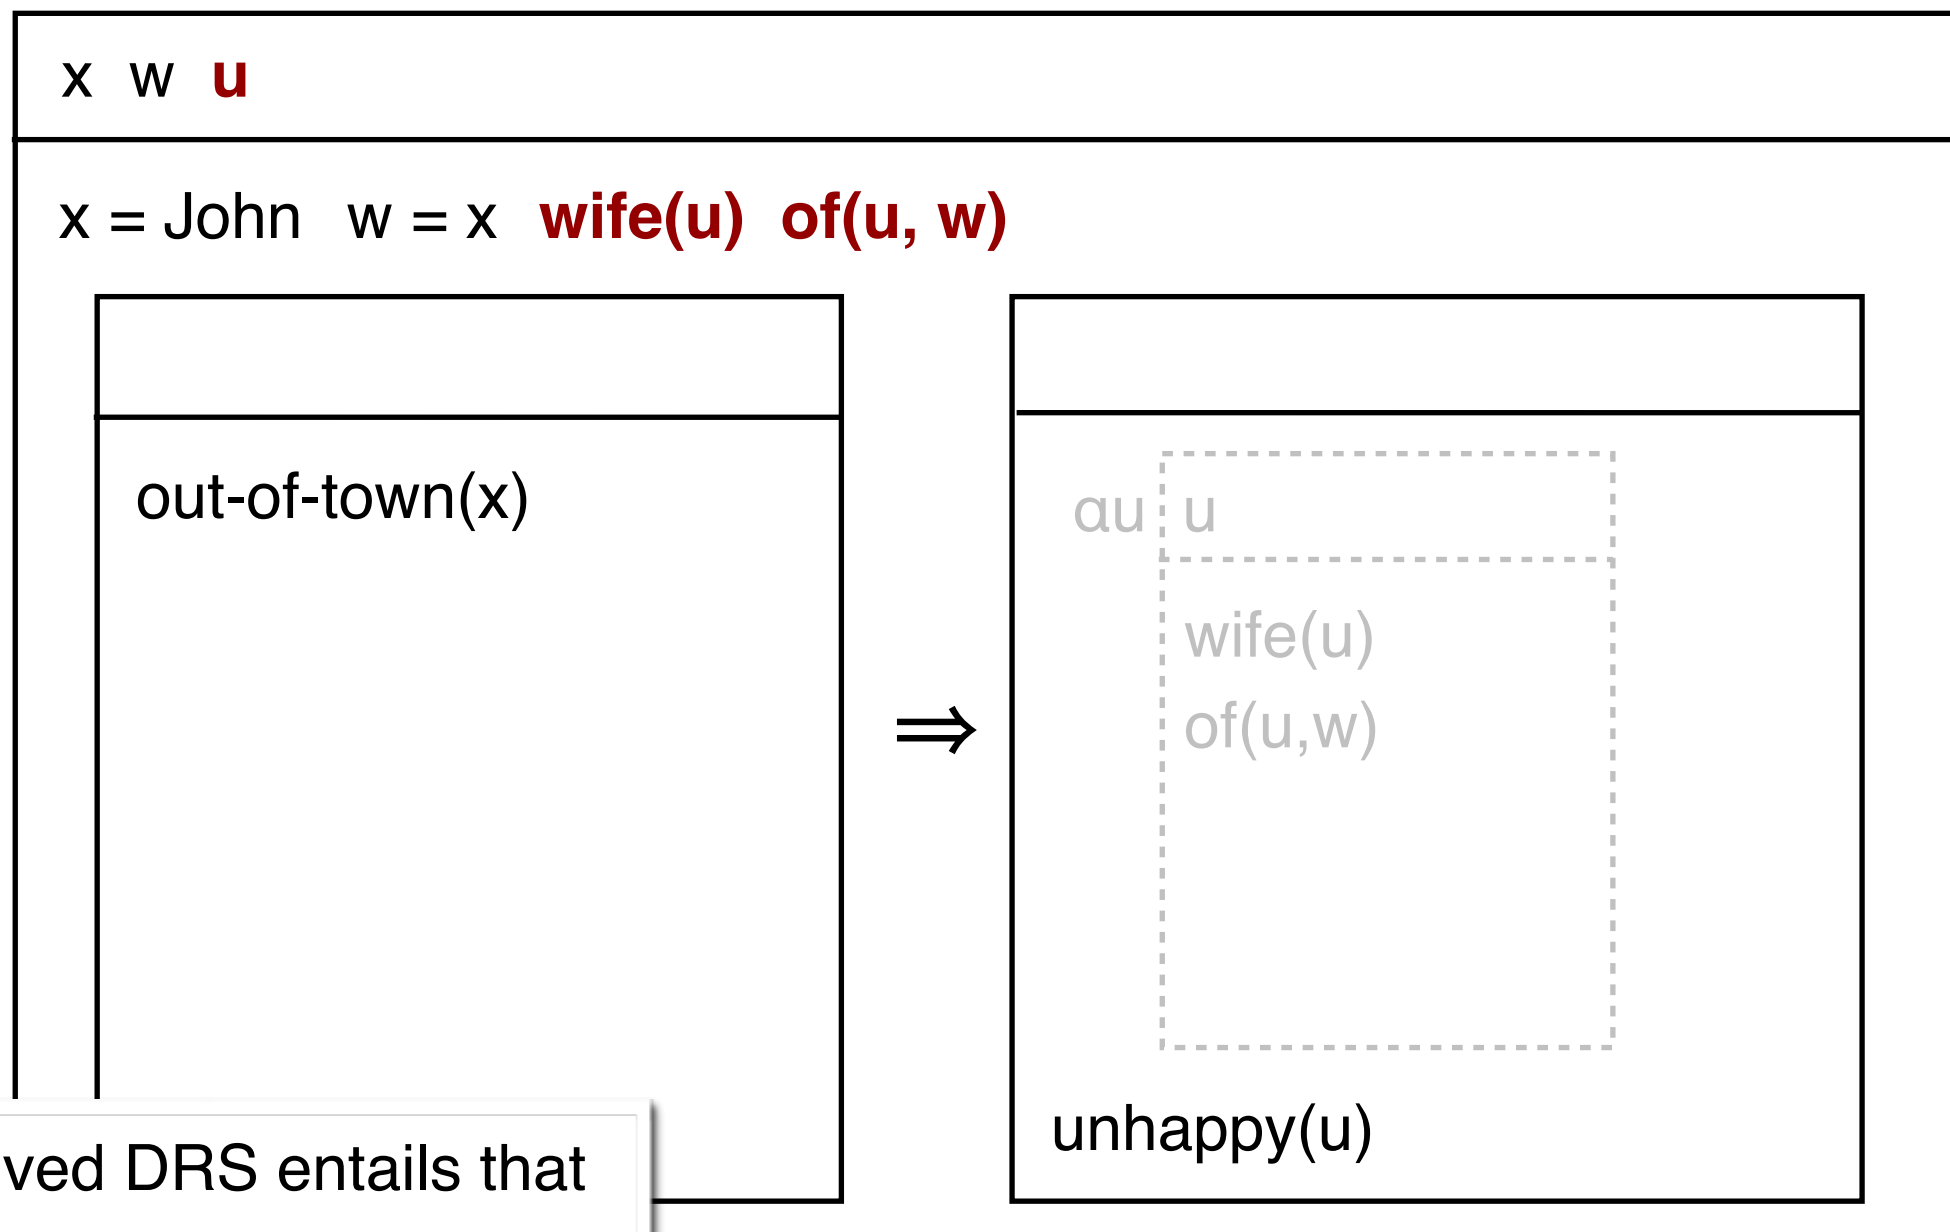 x w u
x = John w = x wife(u) of(u, w)
out-of-town(x)
⇒
αu u
wife(u)
of(u,w)
unhappy(u)
ved DRS entails that